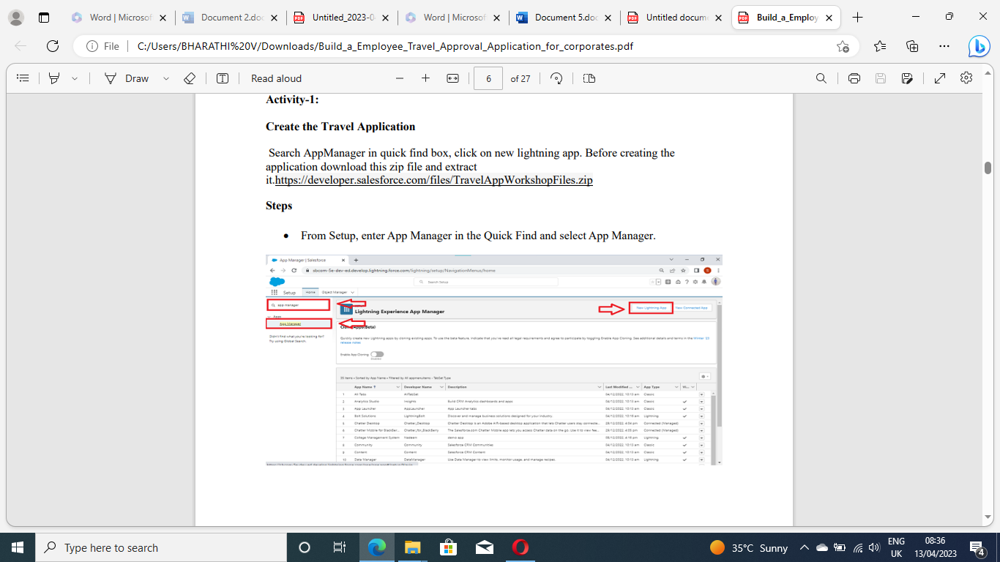 Word | Microsof
Document 2.doc
Untitled_2023-0
Word | Microsof
Document 5.doc
Untitled docum
Build_a_Employ
File
C:/Users/BHARATHI%20V/Downloads/Build_a_Employee_Travel_Approval_Application_for_corporates.pdf
Draw
Read aloud
6
of 27
Activity-1:
Create the Travel Application
Search AppManager in quick find box, click on new lightning app. Before creating the
application download this zip file and extract
it.https://developer.salesforce.com/files/TravelAppWorkshopFiles.zip
Steps
• From Setup, enter App Manager in the Quick Find and select App Manager.
App Manager | Salesforce
sbcom-5e-dev-ed.develop.lightning.force.com/lightning/setup/NavigationMenus/home
Search Setup
Setup Home Object Manager
app manager
Apps
App Manager
Didn't find what you're looking for?
Try using Global Search.
Lightning Experience App Manager
New Lightning App
New Connected App
Clone Apps (Beta)
Quickly create new Lightning apps by cloning existing apps. To use the beta feature, indicate that you've read all legal requirements and agree to participate by toggling Enable App Cloning. See additional details and terms in the Winter '23
release notes
Enable App Cloning
Disabled
35 items • Sorted by App Name • Filtered by All appmenuitems - TabSet Type
App Name ↑ Developer Name Description Last Modified ... App Type Vi...
1 All Tabs AllTabSet 04/12/2022, 10:13 am Classic
2 Analytics Studio Insights Build CRM Analytics dashboards and apps 04/12/2022, 10:13 am Classic
3 App Launcher AppLauncher App Launcher tabs 04/12/2022, 10:13 am Classic
4 Bolt Solutions LightningBolt Discover and manage business solutions designed for your industry. 04/12/2022, 10:15 am Lightning
5 Chatter Desktop Chatter_Desktop Chatter Desktop is an Adobe AIR-based desktop application that lets Chatter users stay connecte... 28/12/2022, 4:04 pm Connected (Managed)
6 Chatter Mobile for BlackBer... Chatter_for_BlackBerry The Salesforce.com Chatter Mobile app lets you access Chatter data on the go. Use it to view fee... 28/12/2022, 4:05 pm Connected (Managed)
7 College Management System Nadeem demo app 08/12/2022, 4:15 pm Lightning
8 Community Community Salesforce CRM Communities 04/12/2022, 10:13 am Classic
9 Content Content Salesforce CRM Content 04/12/2022, 10:13 am Classic
10 Data Manager DataManager Use Data Manager to view limits, monitor usage, and manage recipes. 04/12/2022, 10:13 am Lightning
Type here to search
35°C Sunny
ENG
UK
08:36
13/04/2023
4